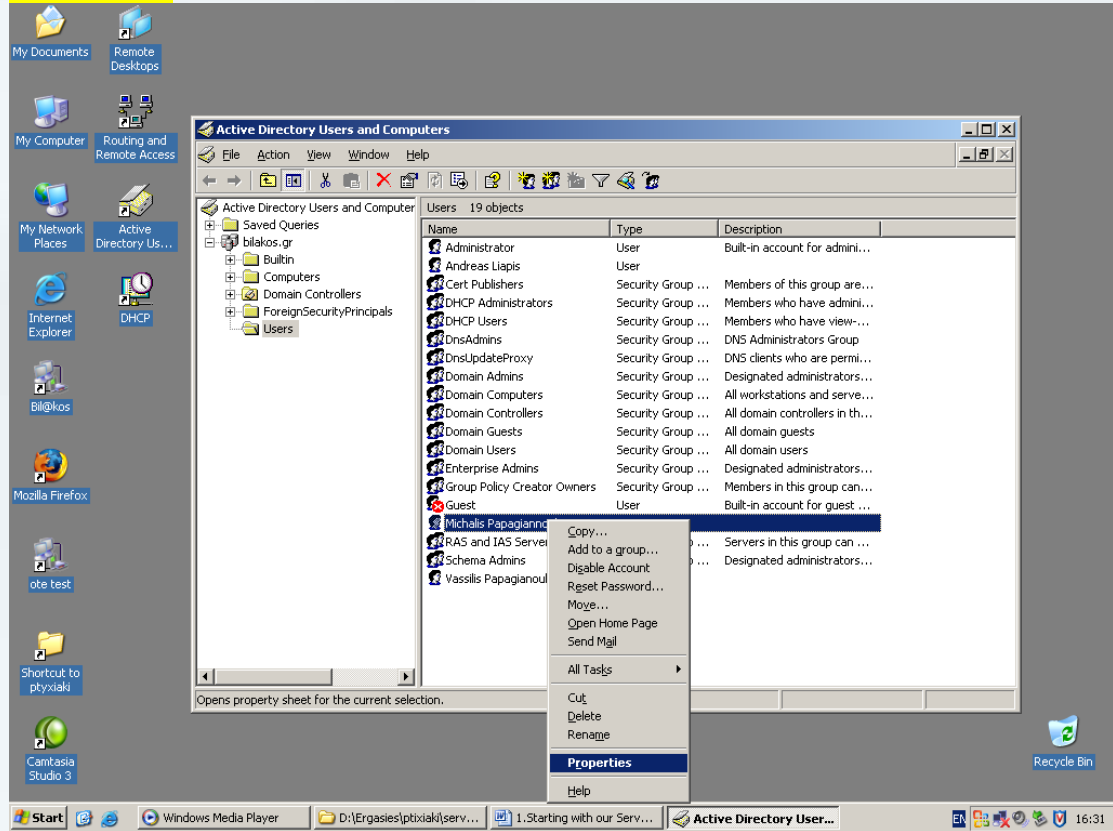 My Documents
Remote
Desktops
My Computer
Routing and
Remote Access
My Network
Places
Active
Directory Us...
Internet
Explorer
DHCP
Bil@kos
Mozilla Firefox
ote test
Shortcut to
ptyxiaki
Camtasia
Studio 3
Recycle Bin
Active Directory Users and Computers
File Action View Window Help
Active Directory Users and Computer
Saved Queries
bilakos.gr
Builtin
Computers
Domain Controllers
ForeignSecurityPrincipals
Users
Users 19 objects
Name Type Description
Administrator User Built-in account for admini...
Andreas Liapis User
Cert Publishers Security Group ... Members of this group are...
DHCP Administrators Security Group ... Members who have admini...
DHCP Users Security Group ... Members who have view-...
DnsAdmins Security Group ... DNS Administrators Group
DnsUpdateProxy Security Group ... DNS clients who are permi...
Domain Admins Security Group ... Designated administrators...
Domain Computers Security Group ... All workstations and serve...
Domain Controllers Security Group ... All domain controllers in th...
Domain Guests Security Group ... All domain guests
Domain Users Security Group ... All domain users
Enterprise Admins Security Group ... Designated administrators...
Group Policy Creator Owners Security Group ... Members in this group can...
Guest User Built-in account for guest ...
Michalis Papagianno
RAS and IAS Server ... Servers in this group can ...
Schema Admins ... Designated administrators...
Vassilis Papagianoul
Copy...
Add to a group...
Disable Account
Reset Password...
Move...
Open Home Page
Send Mail
All Tasks
Cut
Delete
Rename
Properties
Help
Opens property sheet for the current selection.
Start
Windows Media Player
D:\Ergasies\ptixiaki\serv...
1.Starting with our Serv...
Active Directory User...
EN
16:31